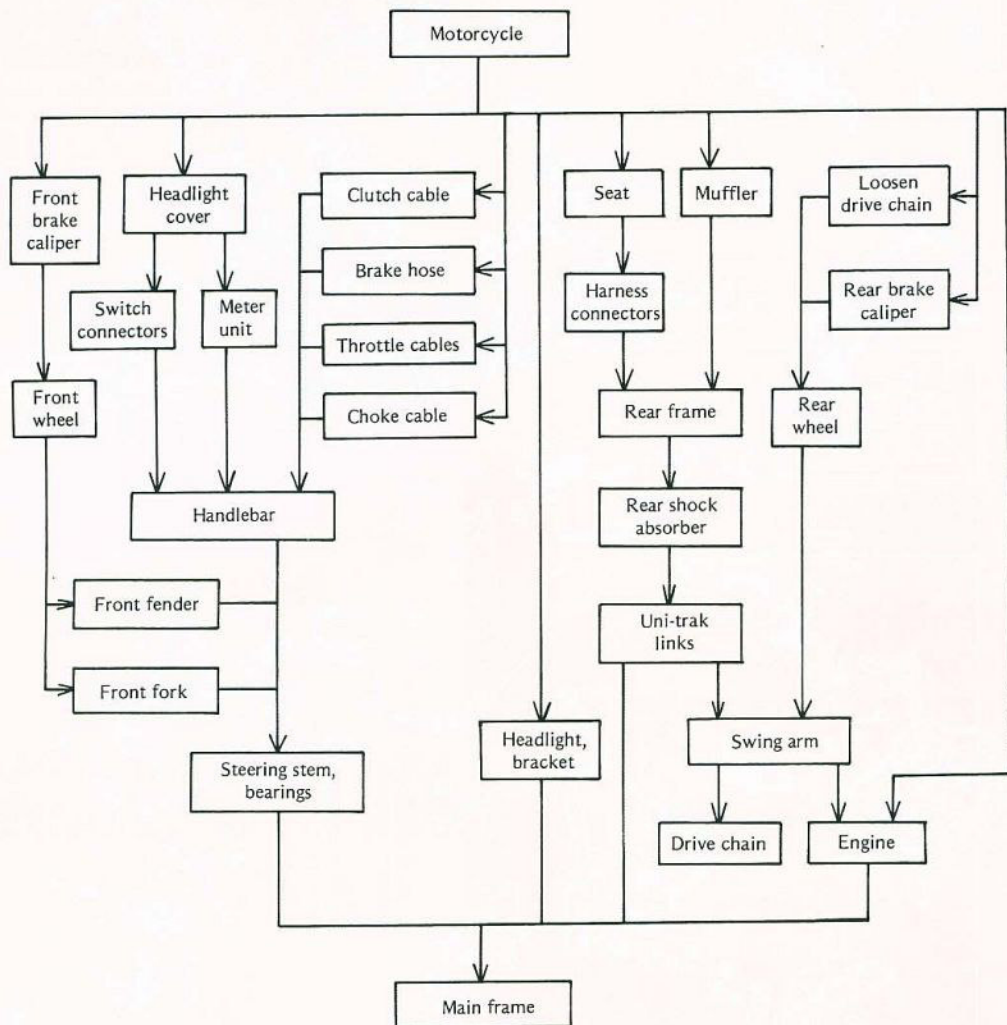 Motorcycle
Front
brake
caliper
Headlight
cover
Clutch cable
Seat
Muffler
Loosen
drive chain
Brake hose
Switch
connectors
Meter
unit
Harness
connectors
Rear brake
caliper
Throttle cables
Front
wheel
Choke cable
Rear frame
Rear
wheel
Handlebar
Rear shock
absorber
Front fender
Uni-trak
links
Front fork
Steering stem,
bearings
Headlight,
bracket
Swing arm
Drive chain
Engine
Main frame